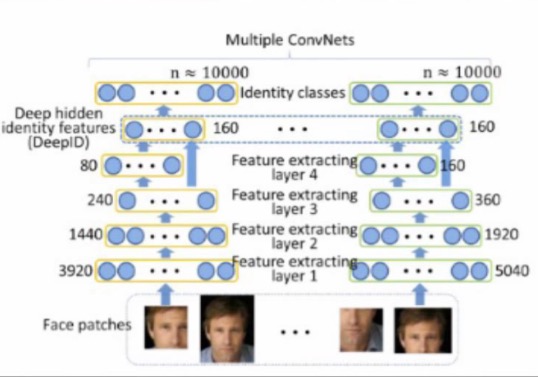 Multiple ConvNets
n ≈ 10000
n ≈ 10000
Identity classes
Deep hidden
identity features
(DeepID)
160
...
160
80
Feature extracting
layer 4
160
240
Feature extracting
layer 3
360
1440
Feature extracting
layer 2
1920
3920
Feature extracting
layer 1
5040
Face patches
...